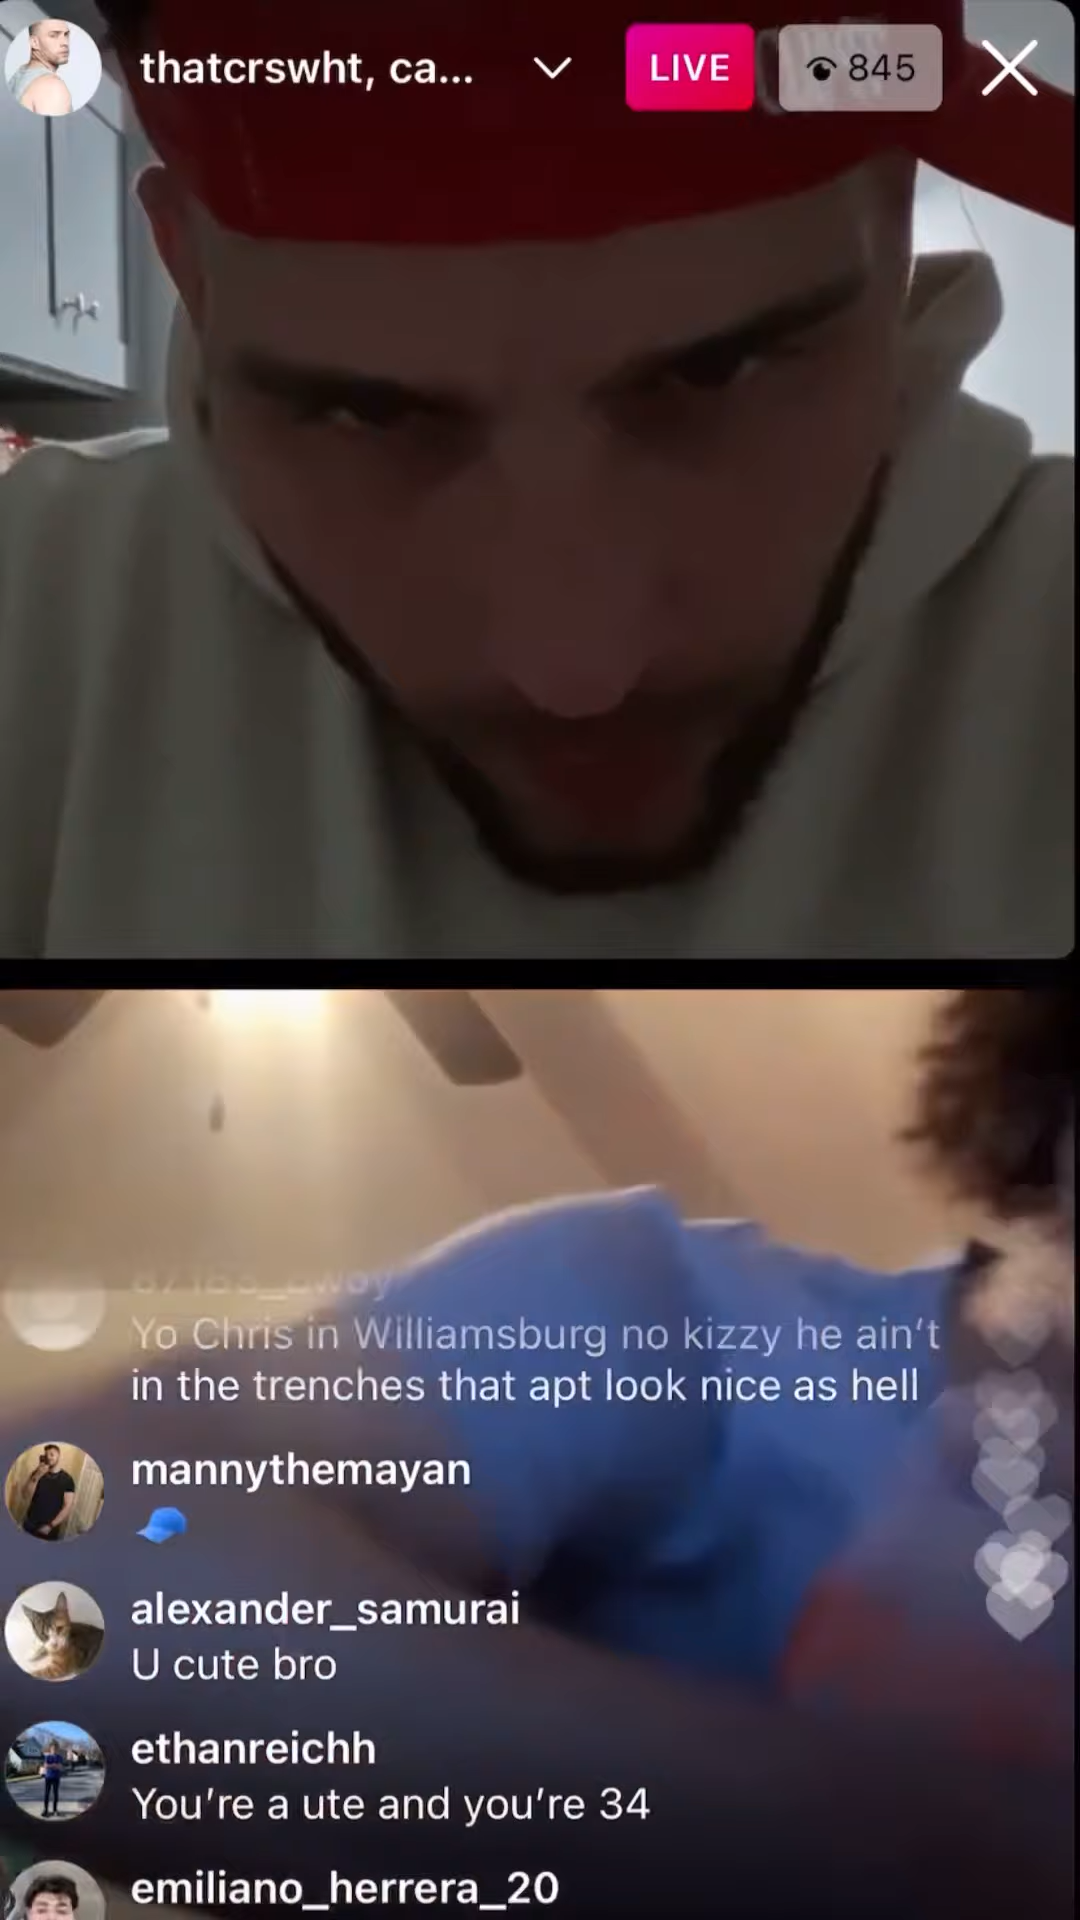 thatcrswht, ca...
LIVE
845
Yo Chris in Williamsburg no kizzy he ain't
in the trenches that apt look nice as hell
mannythemayan
alexander_samurai
U cute bro
ethanreichh
You're a ute and you're 34
emiliano_herrera_20